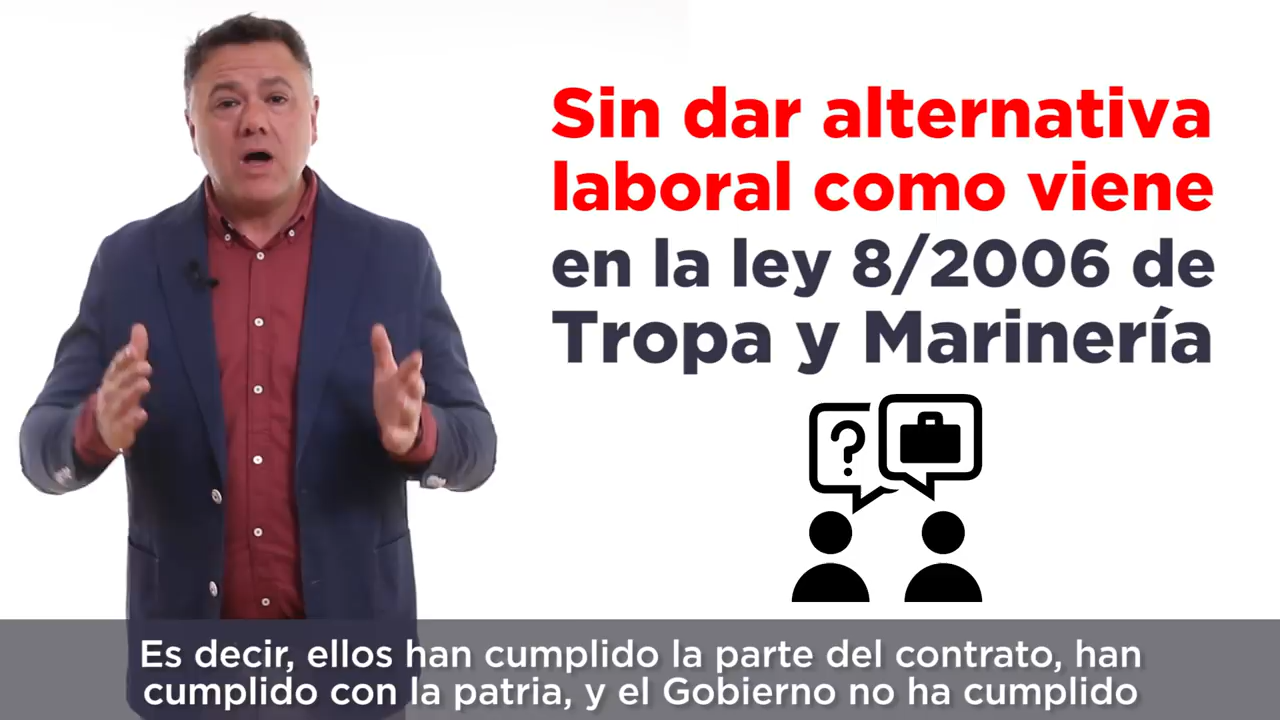 Sin dar alternativa
laboral como viene
en la ley 8/2006 de
Tropa y Marinería
?
Es decir, ellos han cumplido la parte del contrato, han
cumplido con la patria, y el Gobierno no ha cumplido